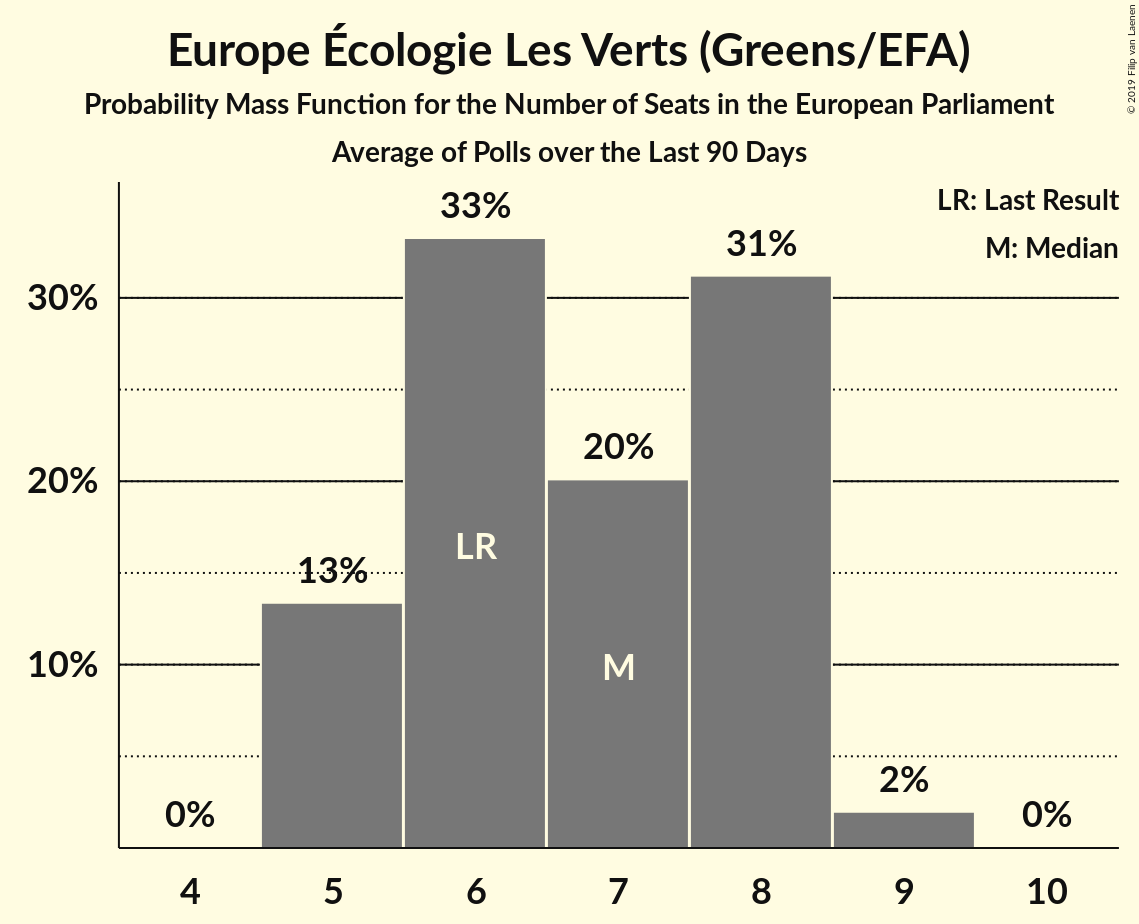 Europe Écologie Les Verts (Greens/EFA)
Probability Mass Function for the Number of Seats in the European Parliament
Average of Polls over the Last 90 Days
© 2019 Filip van Laenen
LR: Last Result
M: Median
33%
31%
30%
20%
20%
13%
LR
10%
M
2%
0%
0%
4 5 6 7 8 9 10